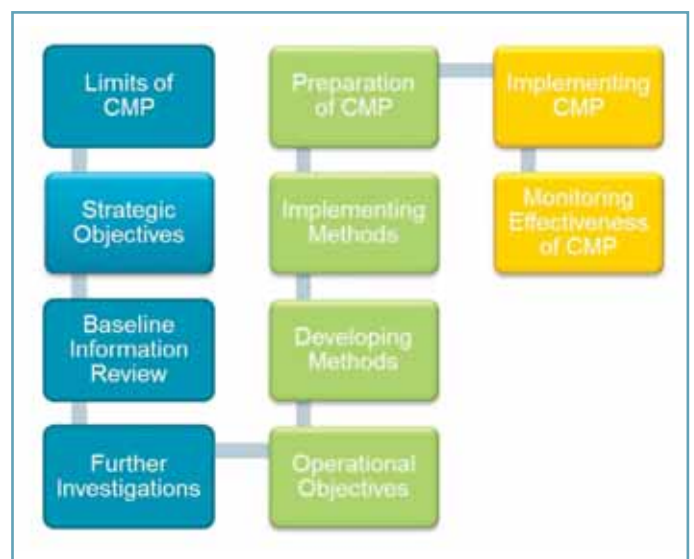 Limits of
CMP
Strategic
Objectives
Baseline
Information
Review
Further
Investigations
Operational
Objectives
Developing
Methods
Implementing
Methods
Preparation
of CMP
Implementing
CMP
Monitoring
Effectiveness
of CMP